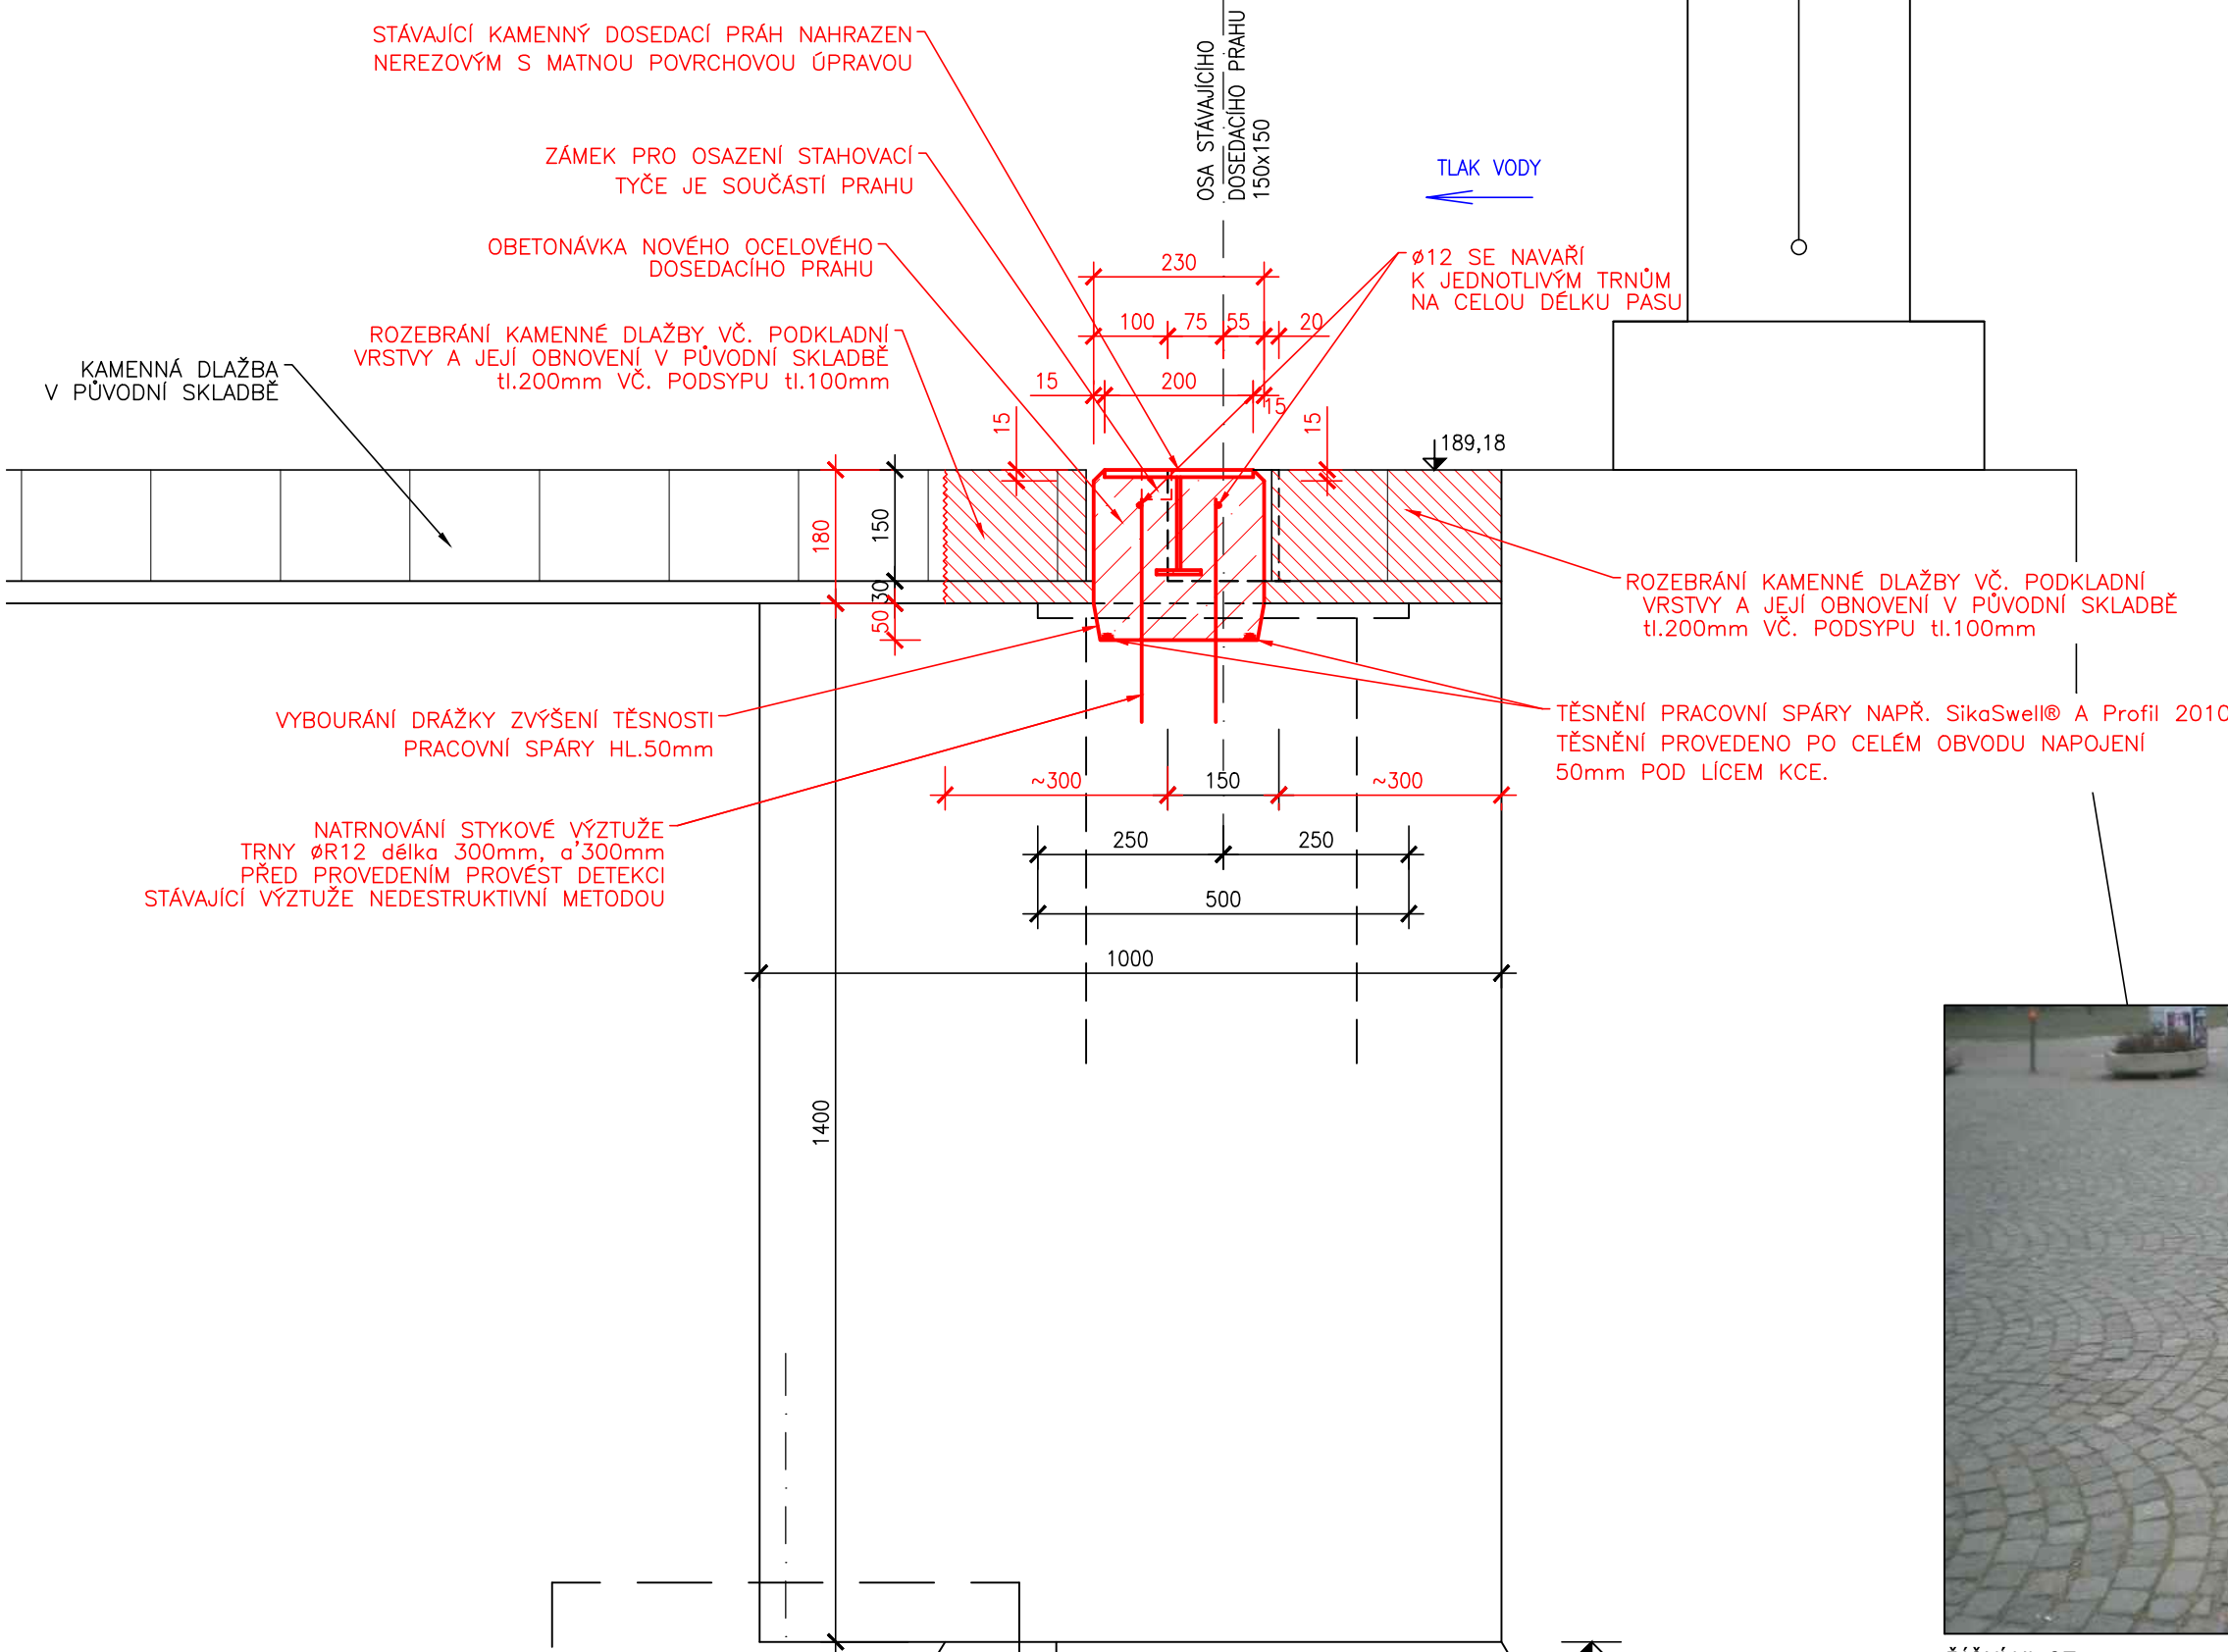 STÁVAJÍCÍ KAMENNÝ DOSEDACÍ PRÁH NAHRAZEN
NEREZOVÝM S MATNOU POVRCHOVOU ÚPRAVOU
ZÁMEK PRO OSAZENÍ STAHOVACÍ
TYČE JE SOUČÁSTÍ PRAHU
OBETONÁVKA NOVÉHO OCELOVÉHO
DOSEDACÍHO PRAHU
ROZEBRÁNÍ KAMENNÉ DLAŽBY VČ. PODKLADNÍ
VRSTVY A JEJÍ OBNOVENÍ V PŮVODNÍ SKLADBĚ
tl.200mm VČ. PODSYPU tl.100mm
KAMENNÁ DLAŽBA
V PŮVODNÍ SKLADBĚ
OSA STÁVAJÍCÍHO
DOSEDACÍHO PRAHU
150x150
TLAK VODY
ø12 SE NAVAŘÍ
K JEDNOTLIVÝM TRNŮM
NA CELOU DÉLKU PASU
230
100 75 55 20
15 200 15
15
15
189,18
180
150
30
50
ROZEBRÁNÍ KAMENNÉ DLAŽBY VČ. PODKLADNÍ
VRSTVY A JEJÍ OBNOVENÍ V PŮVODNÍ SKLADBĚ
tl.200mm VČ. PODSYPU tl.100mm
VYBOURÁNÍ DRÁŽKY ZVÝŠENÍ TĚSNOSTI
PRACOVNÍ SPÁRY HL.50mm
TĚSNĚNÍ PRACOVNÍ SPÁRY NAPŘ. SikaSwell® A Profil 2010
TĚSNĚNÍ PROVEDENO PO CELÉM OBVODU NAPOJENÍ
50mm POD LÍCEM KCE.
NATRNOVÁNÍ STYKOVÉ VÝZTUŽE
TRNY øR12 délka 300mm, a'300mm
PŘED PROVEDENÍM PROVÉST DETEKCI
STÁVAJÍCÍ VÝZTUŽE NEDESTRUKTIVNÍ METODOU
~300 150 ~300
250 250
500
1000
1400